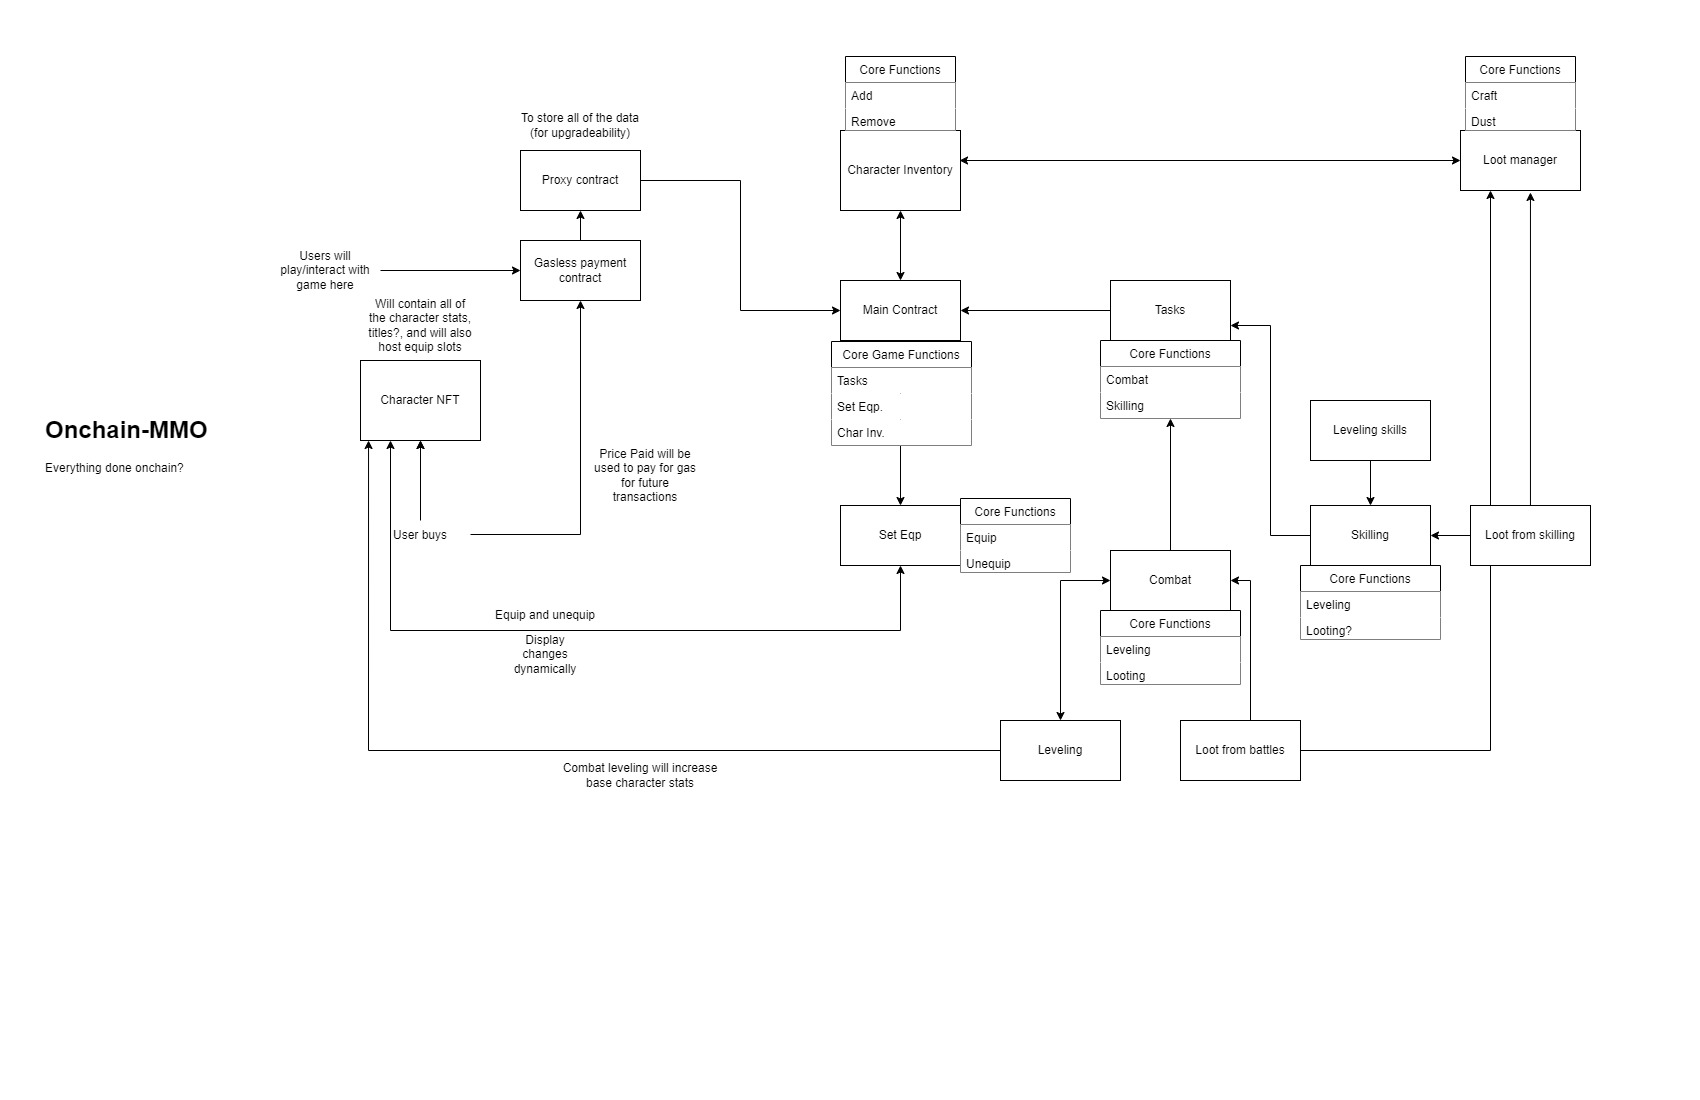 Onchain-MMO
Everything done onchain?
Users will
play/interact with
game here
Will contain all of
the character stats,
titles?, and will also
host equip slots
Character NFT
User buys
To store all of the data
(for upgradeability)
Proxy contract
Gasless payment
contract
Price Paid will be
used to pay for gas
for future
transactions
Equip and unequip
Display
changes
dynamically
Combat leveling will increase
base character stats
Core Functions
Add
Remove
Character Inventory
Main Contract
Core Game Functions
Tasks
Set Eqp.
Char Inv.
Set Eqp
Core Functions
Equip
Unequip
Tasks
Core Functions
Combat
Skilling
Combat
Core Functions
Leveling
Looting
Leveling
Loot from battles
Leveling skills
Skilling
Core Functions
Leveling
Looting?
Loot from skilling
Core Functions
Craft
Dust
Loot manager